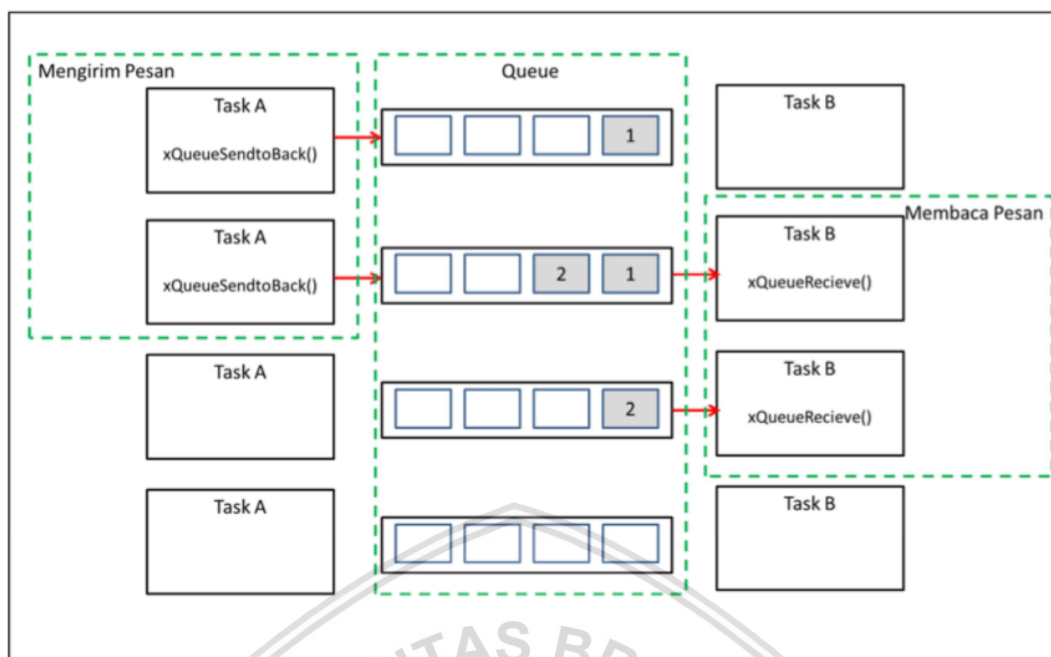 Mengirim Pesan
Queue
Task A
xQueueSendtoBack()
1
Task B
Task A
xQueueSendtoBack()
2 1
Membaca Pesan
Task B
xQueueRecieve()
Task A
2
Task B
xQueueRecieve()
Task A
Task B